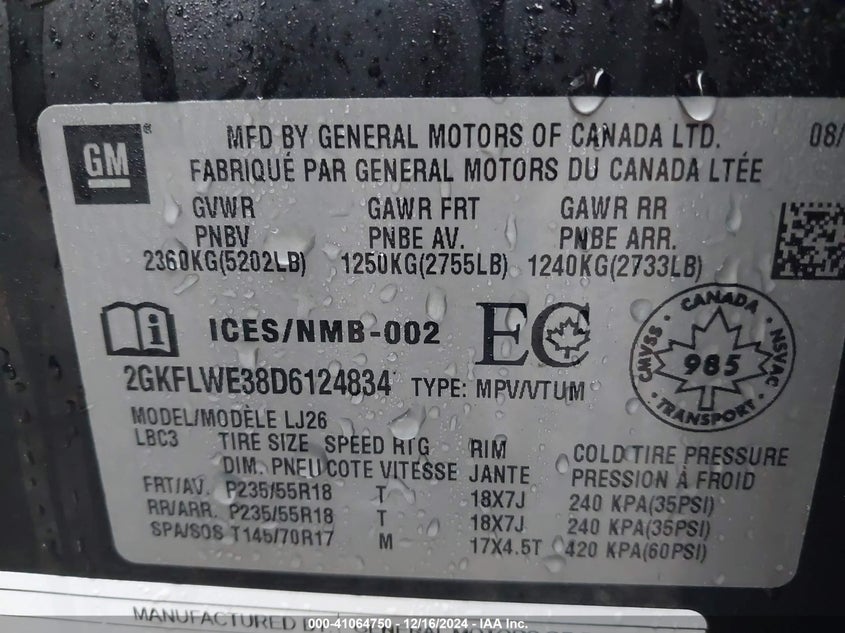 GM
MFD BY GENERAL MOTORS OF CANADA LTD. 08/
FABRIQUÉ PAR GENERAL MOTORS DU CANADA LTÉE
GVWR GAWR FRT GAWR RR
PNBV PNBE AV. PNBE ARR.
2360KG(5202LB) 1250KG(2755LB) 1240KG(2733LB)
ICES/NMB-002 EC
CANADA
CMVSS 985 NSVAC
TRANSPORT
2GKFLWE38D6124834 TYPE: MPV/VTUM
MODEL/MODÈLE LJ26
LBC3 TIRE SIZE SPEED RTG RIM COLD TIRE PRESSURE
DIM. PNEU COTE VITESSE JANTE PRESSION À FROID
FRT/AV. P235/55R18 T 18X7J 240 KPA(35PSI)
RR/ARR. P235/55R18 T 18X7J 240 KPA(35PSI)
SPA/SOS T145/70R17 M 17X4.5T 420 KPA(60PSI)
MANUFACTURED BY GENERAL MOTORS
000-41064750 - 12/16/2024 - IAA Inc.